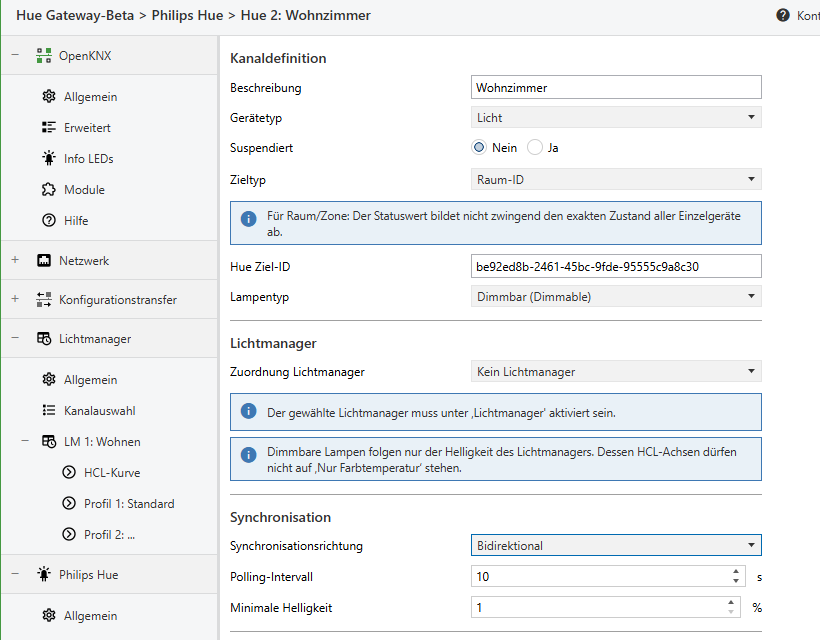 Hue Gateway-Beta > Philips Hue > Hue 2: Wohnzimmer
Kont
OpenKNX
Allgemein
Erweitert
Info LEDs
Module
Hilfe
Netzwerk
Konfigurationstransfer
Lichtmanager
Allgemein
Kanalauswahl
LM 1: Wohnen
HCL-Kurve
Profil 1: Standard
Profil 2: ...
Philips Hue
Allgemein
Kanaldefinition
Beschreibung
Wohnzimmer
Gerätetyp
Licht
Suspendiert
Nein
Ja
Zieltyp
Raum-ID
Für Raum/Zone: Der Statuswert bildet nicht zwingend den exakten Zustand aller Einzelgeräte
ab.
Hue Ziel-ID
be92ed8b-2461-45bc-9fde-95555c9a8c30
Lampentyp
Dimmbar (Dimmable)
Lichtmanager
Zuordnung Lichtmanager
Kein Lichtmanager
Der gewählte Lichtmanager muss unter ‚Lichtmanager' aktiviert sein.
Dimmbare Lampen folgen nur der Helligkeit des Lichtmanagers. Dessen HCL-Achsen dürfen
nicht auf ‚Nur Farbtemperatur' stehen.
Synchronisation
Synchronisationsrichtung
Bidirektional
Polling-Intervall
10
s
Minimale Helligkeit
1
%